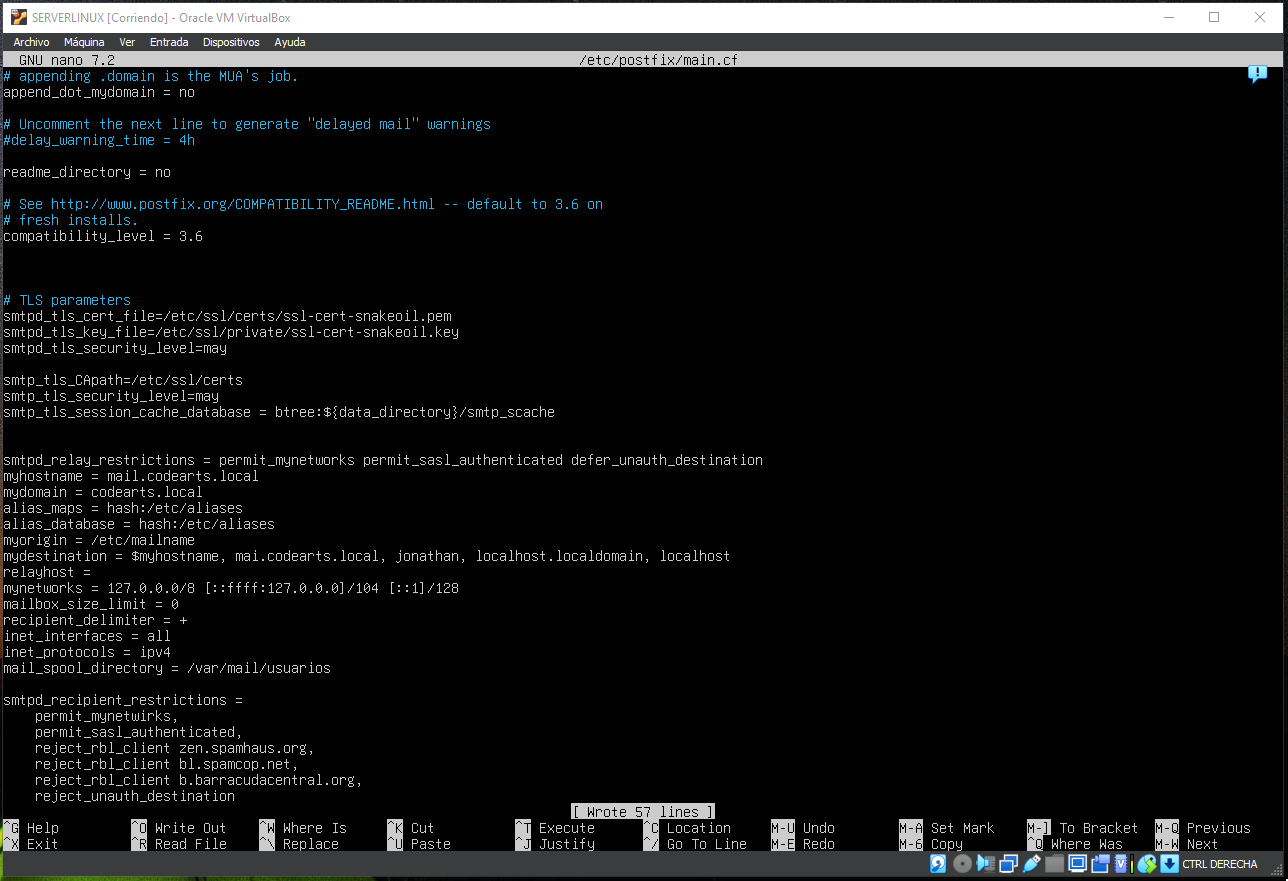 SERVERLINUX [Corriendo] - Oracle VM VirtualBox
Archivo Máquina Ver Entrada Dispositivos Ayuda
GNU nano 7.2 /etc/postfix/main.cf
# appending .domain is the MUA's job.
append_dot_mydomain = no
# Uncomment the next line to generate "delayed mail" warnings
#delay_warning_time = 4h
readme_directory = no
# See http://www.postfix.org/COMPATIBILITY_README.html -- default to 3.6 on
# fresh installs.
compatibility_level = 3.6
# TLS parameters
smtpd_tls_cert_file=/etc/ssl/certs/ssl-cert-snakeoil.pem
smtpd_tls_key_file=/etc/ssl/private/ssl-cert-snakeoil.key
smtpd_tls_security_level=may
smtp_tls_CApath=/etc/ssl/certs
smtp_tls_security_level=may
smtp_tls_session_cache_database = btree:${data_directory}/smtp_scache
smtpd_relay_restrictions = permit_mynetworks permit_sasl_authenticated defer_unauth_destination
myhostname = mail.codearts.local
mydomain = codearts.local
alias_maps = hash:/etc/aliases
alias_database = hash:/etc/aliases
myorigin = /etc/mailname
mydestination = $myhostname, mai.codearts.local, jonathan, localhost.localdomain, localhost
relayhost =
mynetworks = 127.0.0.0/8 [::ffff:127.0.0.0]/104 [::1]/128
mailbox_size_limit = 0
recipient_delimiter = +
inet_interfaces = all
inet_protocols = ipv4
mail_spool_directory = /var/mail/usuarios
smtpd_recipient_restrictions =
permit_mynetwirks,
permit_sasl_authenticated,
reject_rbl_client zen.spamhaus.org,
reject_rbl_client bl.spamcop.net,
reject_rbl_client b.barracudacentral.org,
reject_unauth_destination
[ Wrote 57 lines ]
^G Help ^O Write Out ^W Where Is ^K Cut ^T Execute ^C Location M-U Undo M-A Set Mark M-] To Bracket M-Q Previous
^X Exit ^R Read File ^\ Replace ^U Paste ^J Justify ^/ Go To Line M-E Redo M-6 Copy ^Q Where Was M-W Next
CTRL DERECHA